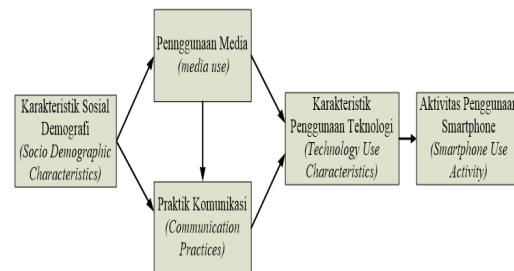 Pennggunaan Media
(media use)
Karakteristik Sosial
Demografi
(Socio Demographic
Characteristics)
Karakteristik
Penggunaan Teknologi
(Technology Use
Characteristics)
Aktivitas Penggunaan
Smartphone
(Smartphone Use
Activity)
Praktik Komunikasi
(Communication
Practices)